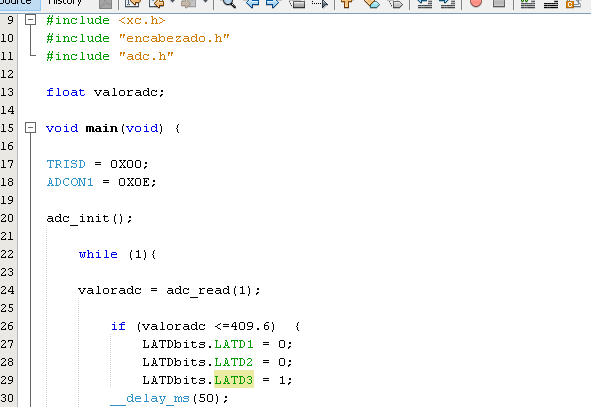 Source History
9 #include <xc.h>
10 #include "encabezado.h"
11 #include "adc.h"
12
13 float valoradc;
14
15 void main(void) {
16
17 TRISD = 0X00;
18 ADCON1 = 0X0E;
19
20 adc_init();
21
22 while (1){
23
24 valoradc = adc_read(1);
25
26 if (valoradc <=409.6) {
27 LATDbits.LATD1 = 0;
28 LATDbits.LATD2 = 0;
29 LATDbits.LATD3 = 1;
30 __delay_ms(50);